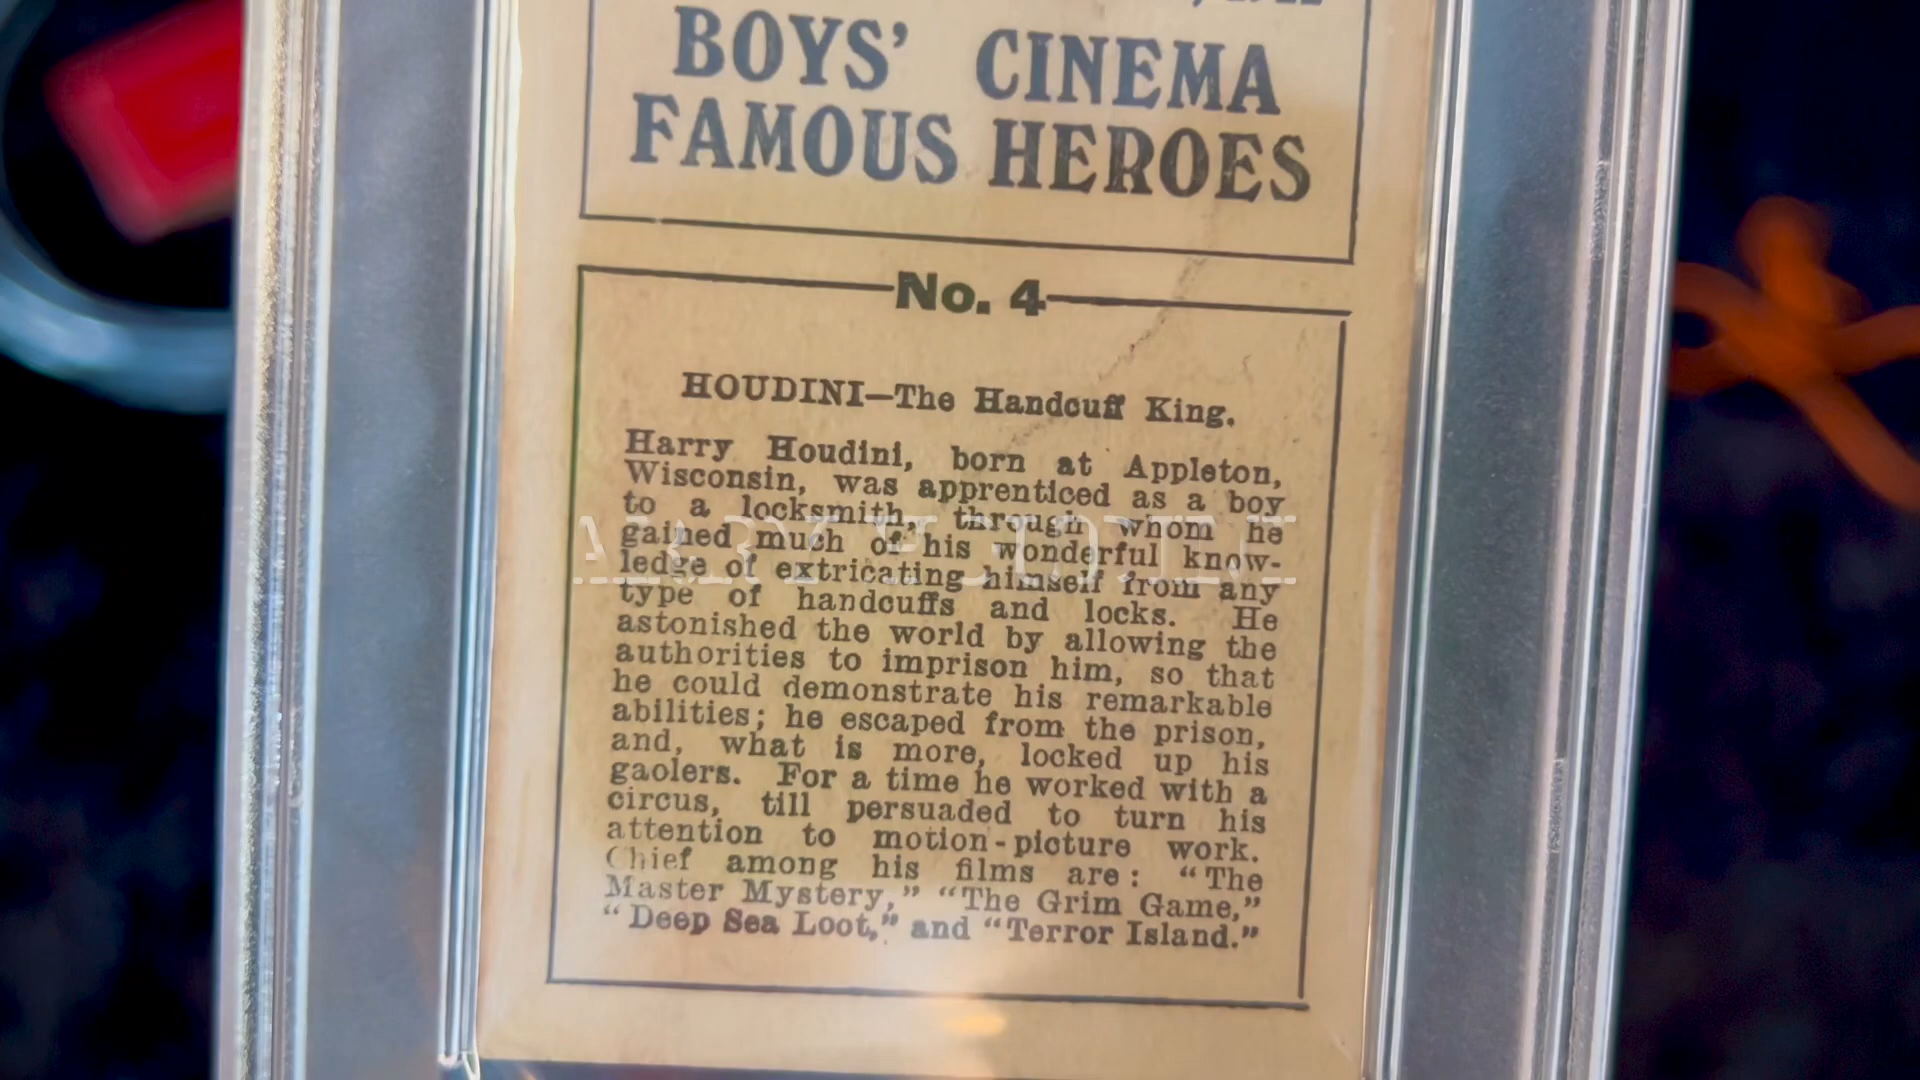 BOYS' CINEMA
FAMOUS HEROES
No. 4
HOUDINI—The Handcuff King.
Harry Houdini, born at Appleton,
Wisconsin, was apprenticed as a boy
to a locksmith, through whom he
gained much of his wonderful know-
ledge of extricating himself from any
type of handcuffs and locks. He
astonished the world by allowing the
authorities to imprison him, so that
he could demonstrate his remarkable
abilities; he escaped from the prison,
and, what is more, locked up his
gaolers. For a time he worked with a
circus, till persuaded to turn his
attention to motion-picture work.
Chief among his films are: "The
Master Mystery," "The Grim Game,"
"Deep Sea Loot," and "Terror Island."